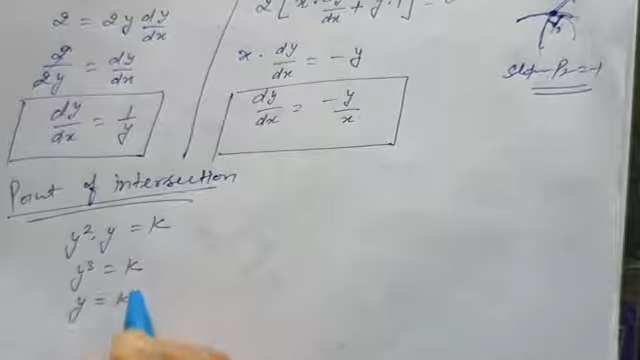 2 = 2y dy/dx
2/2y = dy/dx
dy/dx = 1/y
x · dy/dx = -y
dy/dx = -y/x
Point of intersection
y² · y = k
y³ = k
y = k